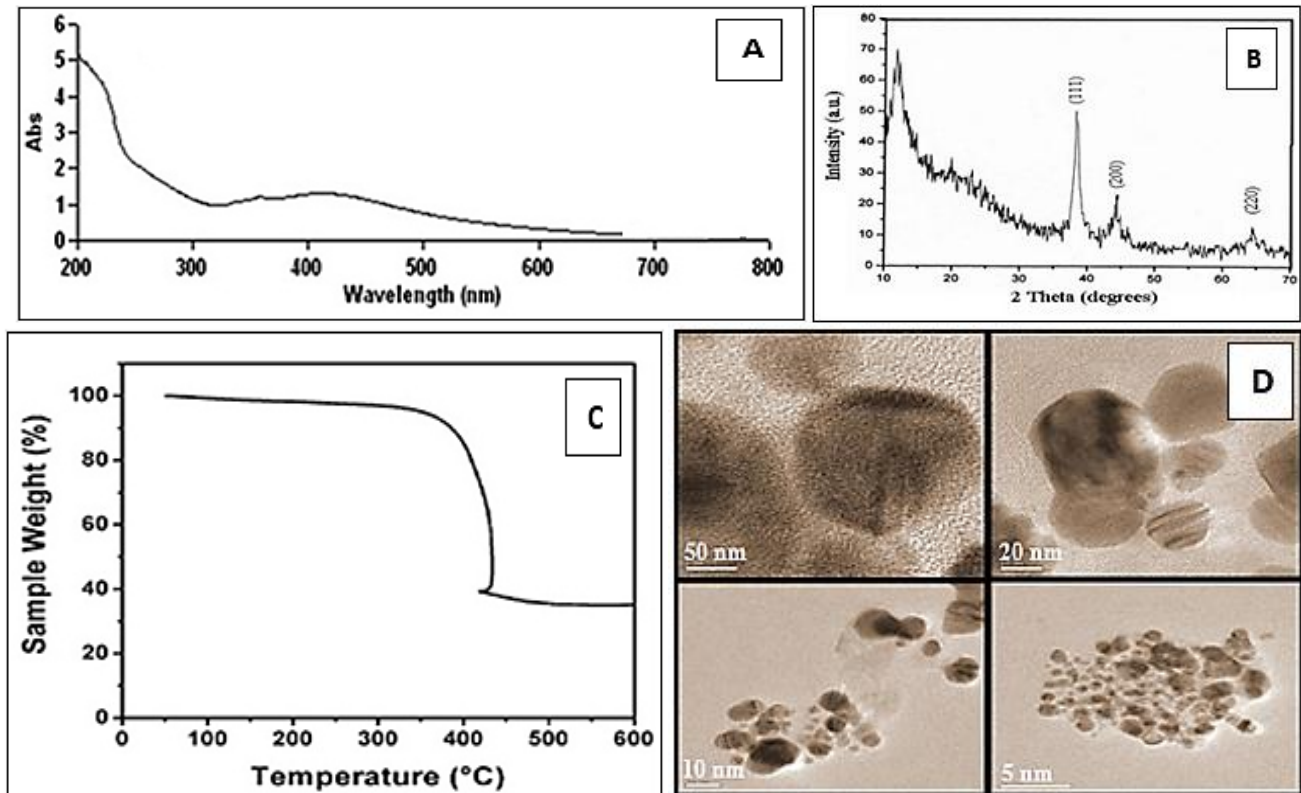 A
Abs
6
5
4
3
2
1
0
200 300 400 500 600 700 800
Wavelength (nm)
B
Intensity (a.u.)
80
70
60
50
40
30
20
10
0
(111)
(200)
(220)
10 20 30 40 50 60 70
2 Theta (degrees)
C
Sample Weight (%)
100
80
60
40
20
0
0 100 200 300 400 500 600
Temperature (°C)
D
50 nm
20 nm
10 nm
5 nm